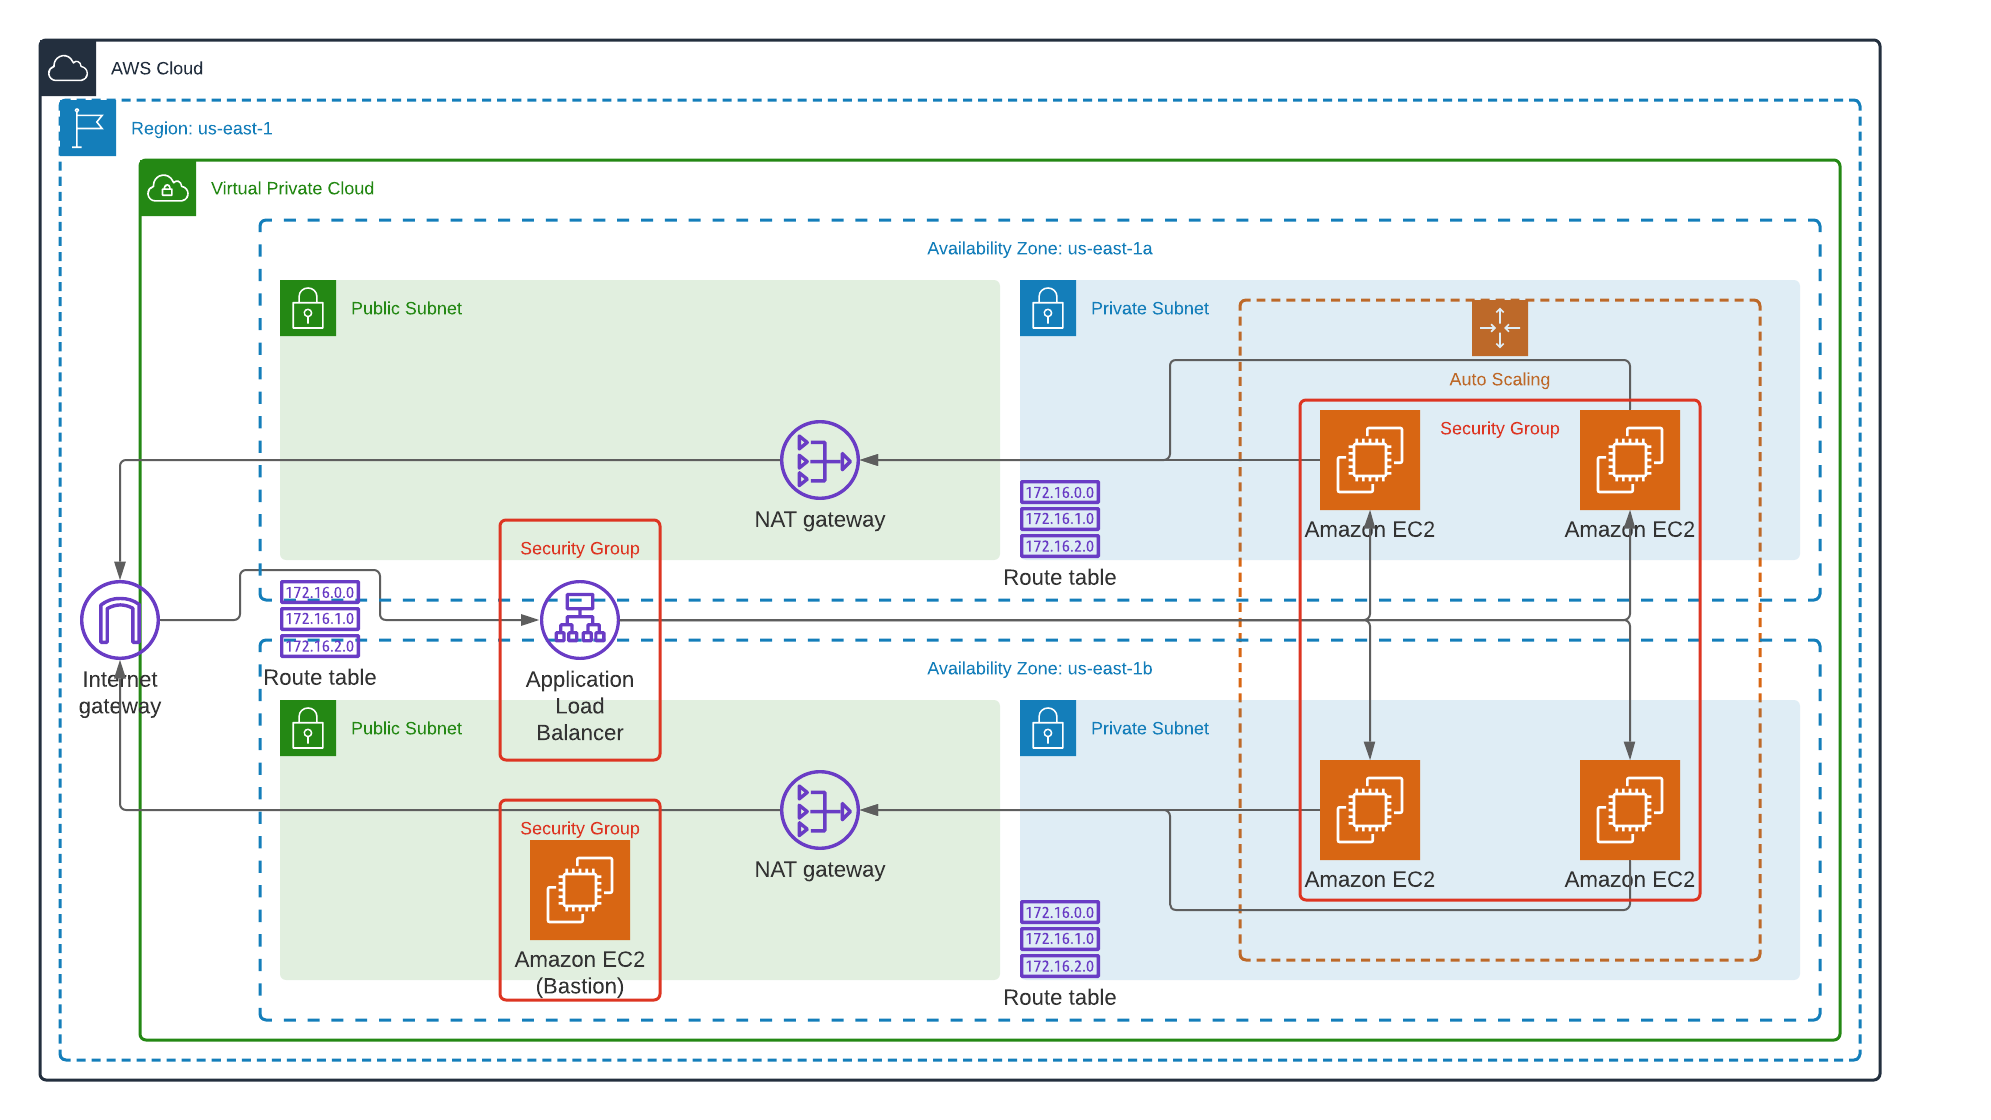 AWS Cloud
Region: us-east-1
Virtual Private Cloud
Availability Zone: us-east-1a
Public Subnet
Private Subnet
Auto Scaling
Security Group
NAT gateway
172.16.0.0
172.16.1.0
172.16.2.0
Route table
Amazon EC2
Amazon EC2
Security Group
172.16.0.0
172.16.1.0
172.16.2.0
Route table
Internet
gateway
Application
Load
Balancer
Availability Zone: us-east-1b
Public Subnet
Private Subnet
Security Group
Amazon EC2
(Bastion)
NAT gateway
172.16.0.0
172.16.1.0
172.16.2.0
Route table
Amazon EC2
Amazon EC2